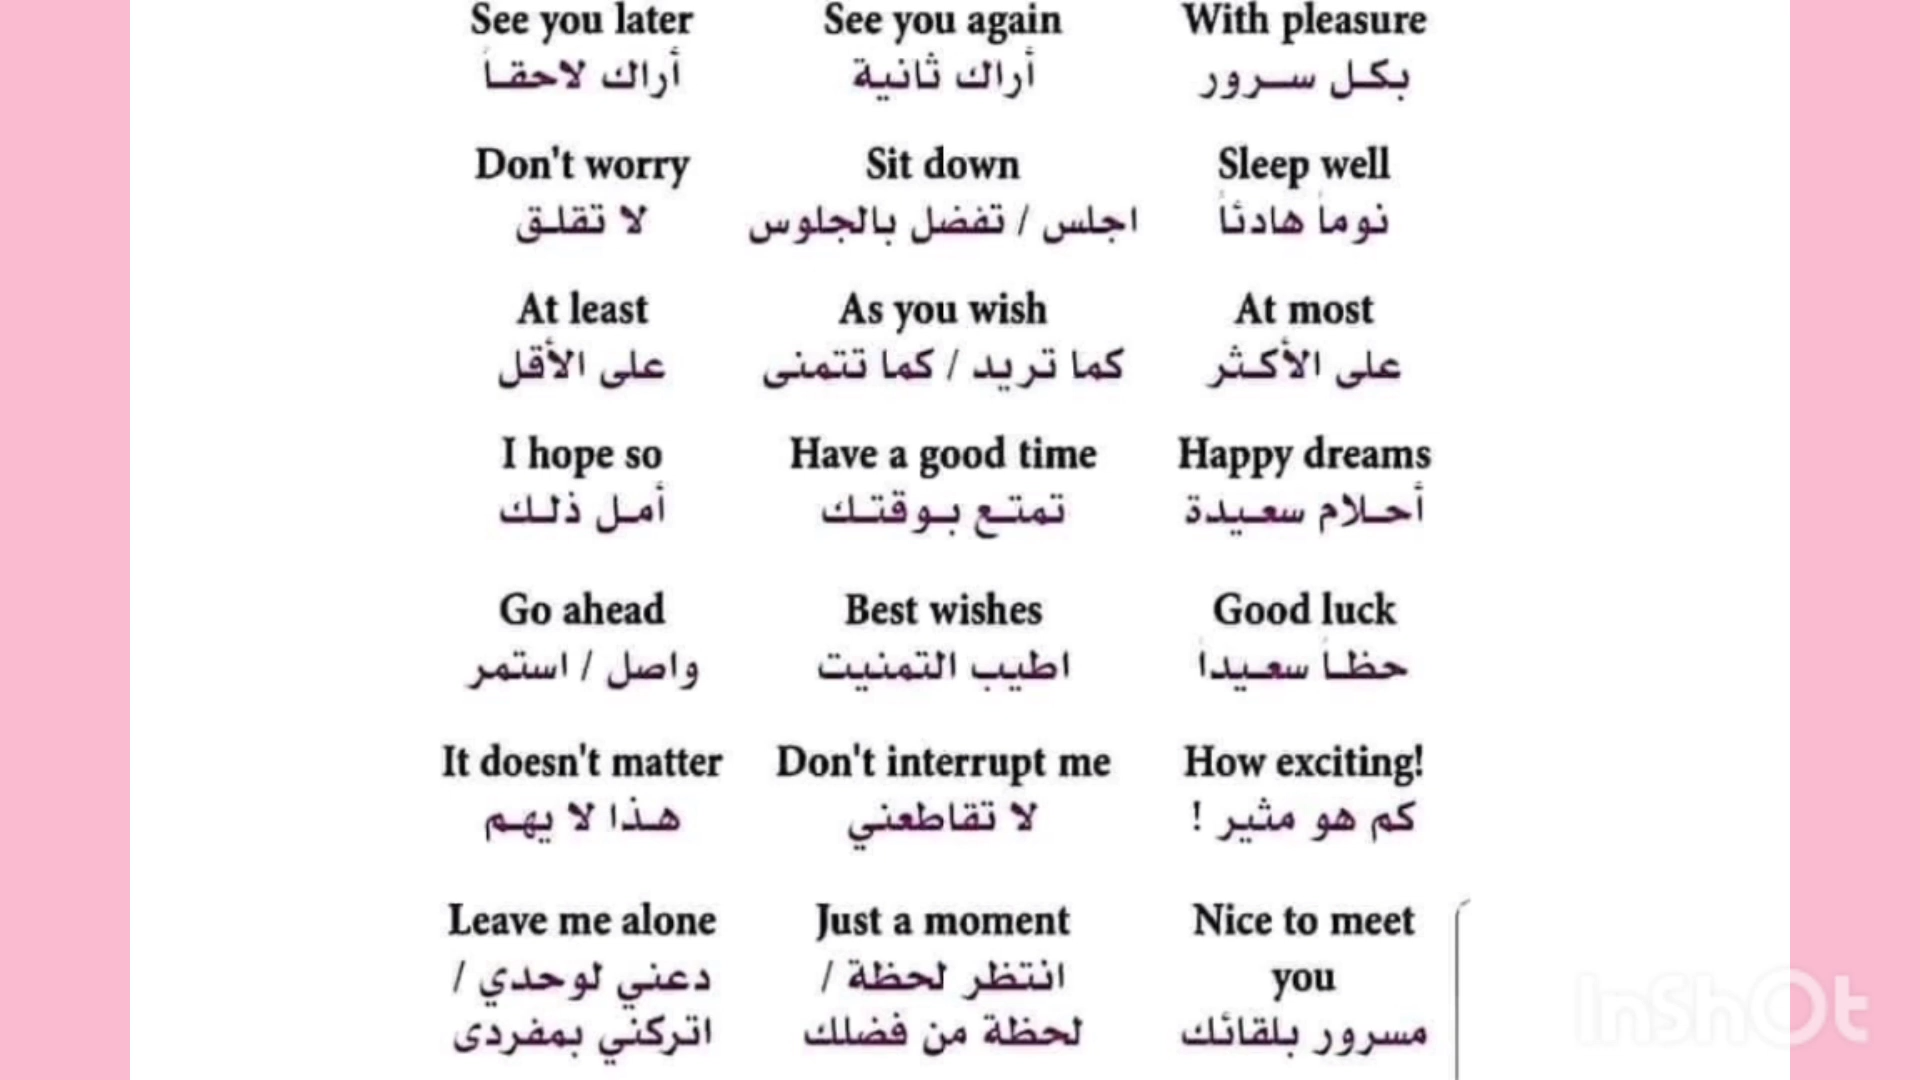 See you later
أراك لاحقاً
See you again
أراك ثانية
With pleasure
بكل سرور
Don't worry
لا تقلق
Sit down
اجلس / تفضل بالجلوس
Sleep well
نوماً هادئاً
At least
على الأقل
As you wish
كما تريد / كما تتمنى
At most
على الأكثر
I hope so
أمل ذلك
Have a good time
تمتع بوقتك
Happy dreams
أحلام سعيدة
Go ahead
واصل / استمر
Best wishes
اطيب التمنيت
Good luck
حظاً سعيداً
It doesn't matter
هذا لا يهم
Don't interrupt me
لا تقاطعني
How exciting!
كم هو مثير !
Leave me alone
دعني لوحدي /
اتركني بمفردى
Just a moment
انتظر لحظة /
لحظة من فضلك
Nice to meet
you
مسرور بلقائك
InShOt